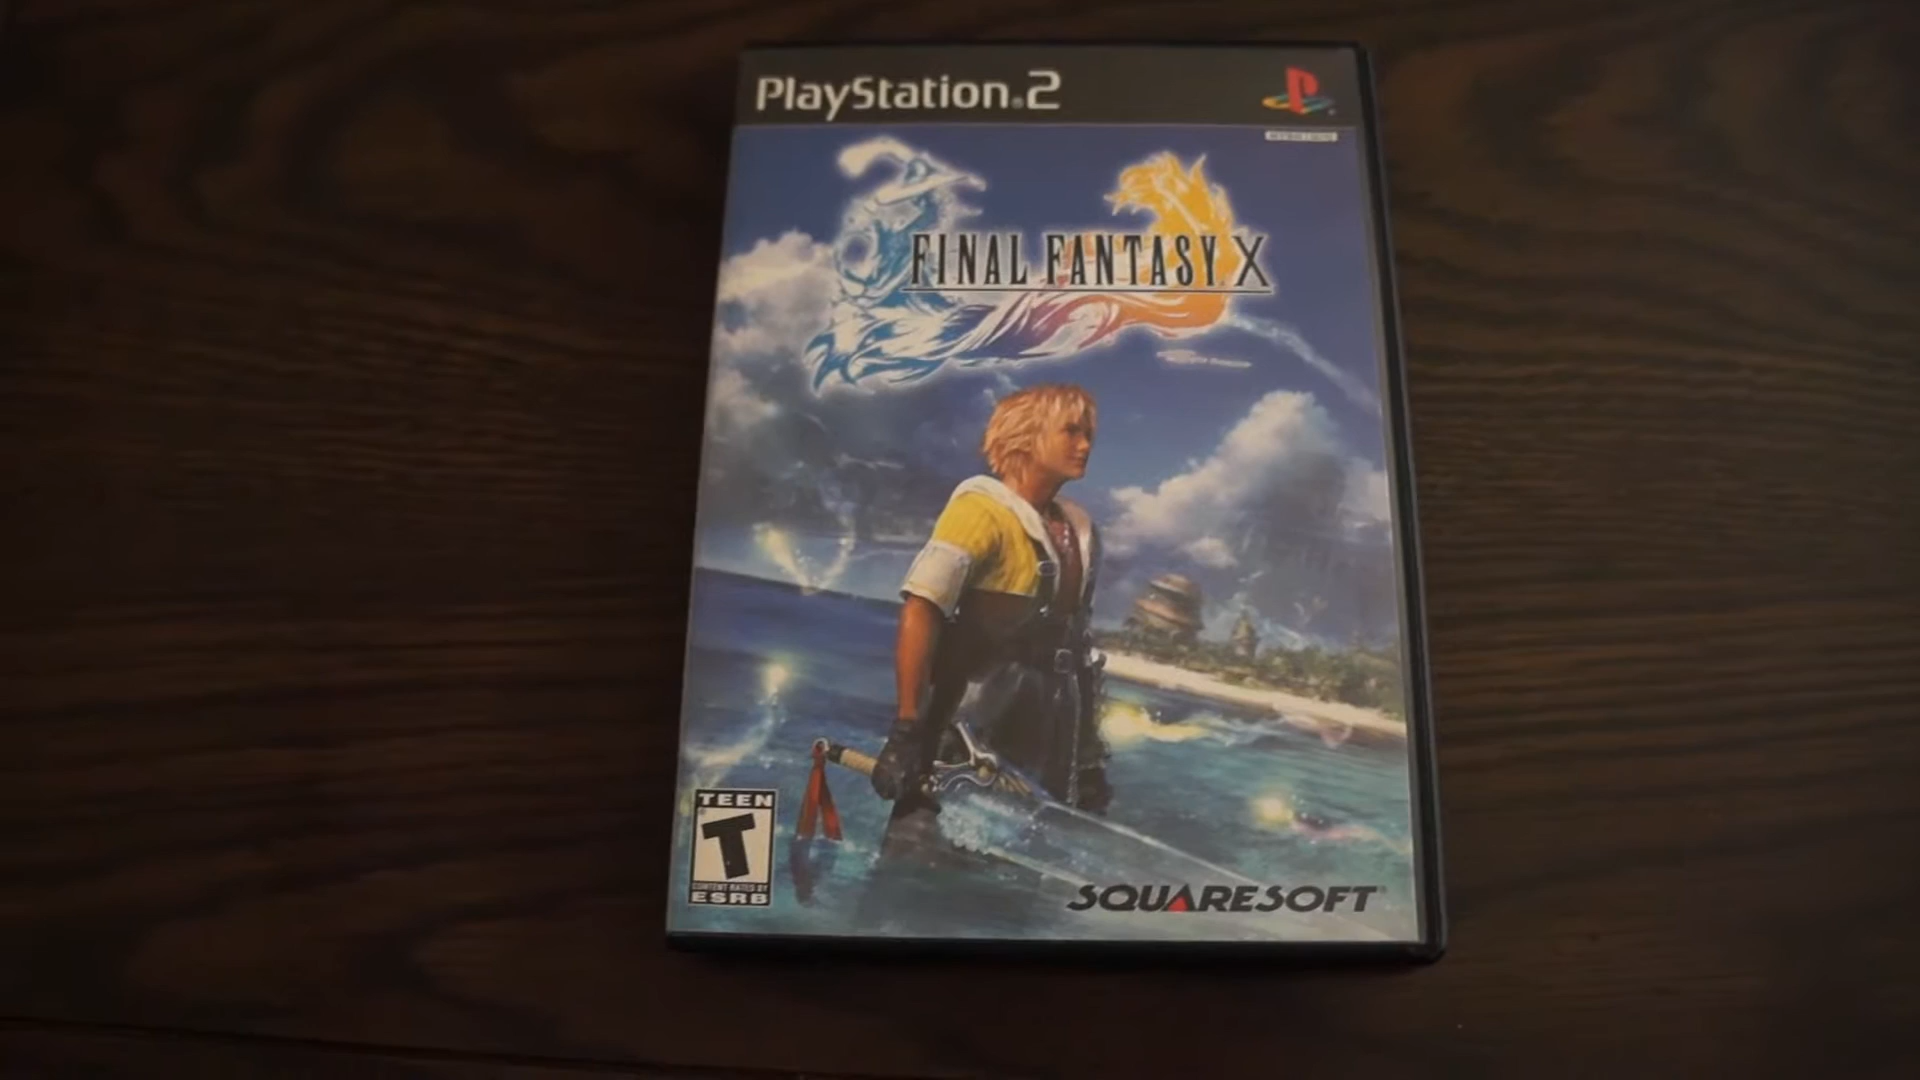 PlayStation®2
FINAL FANTASY X
TEEN
T
CONTENT RATED BY
ESRB
SQUARESOFT